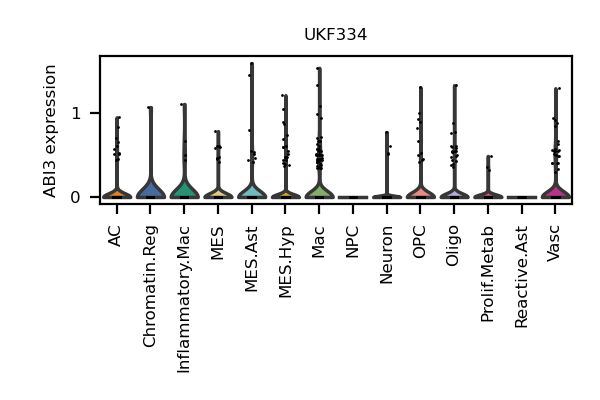 UKF334
ABI3 expression
1
0
AC
Chromatin.Reg
Inflammatory.Mac
MES
MES.Ast
MES.Hyp
Mac
NPC
Neuron
OPC
Oligo
Prolif.Metab
Reactive.Ast
Vasc